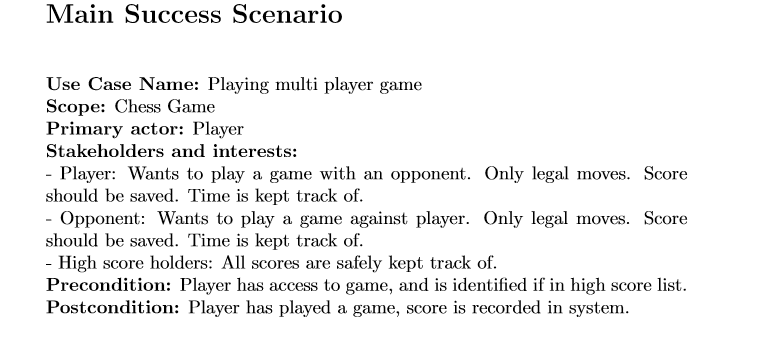 Main Success Scenario
Use Case Name: Playing multi player game
Scope: Chess Game
Primary actor: Player
Stakeholders and interests:
- Player: Wants to play a game with an opponent. Only legal moves. Score
should be saved. Time is kept track of.
- Opponent: Wants to play a game against player. Only legal moves. Score
should be saved. Time is kept track of.
- High score holders: All scores are safely kept track of.
Precondition: Player has access to game, and is identified if in high score list.
Postcondition: Player has played a game, score is recorded in system.